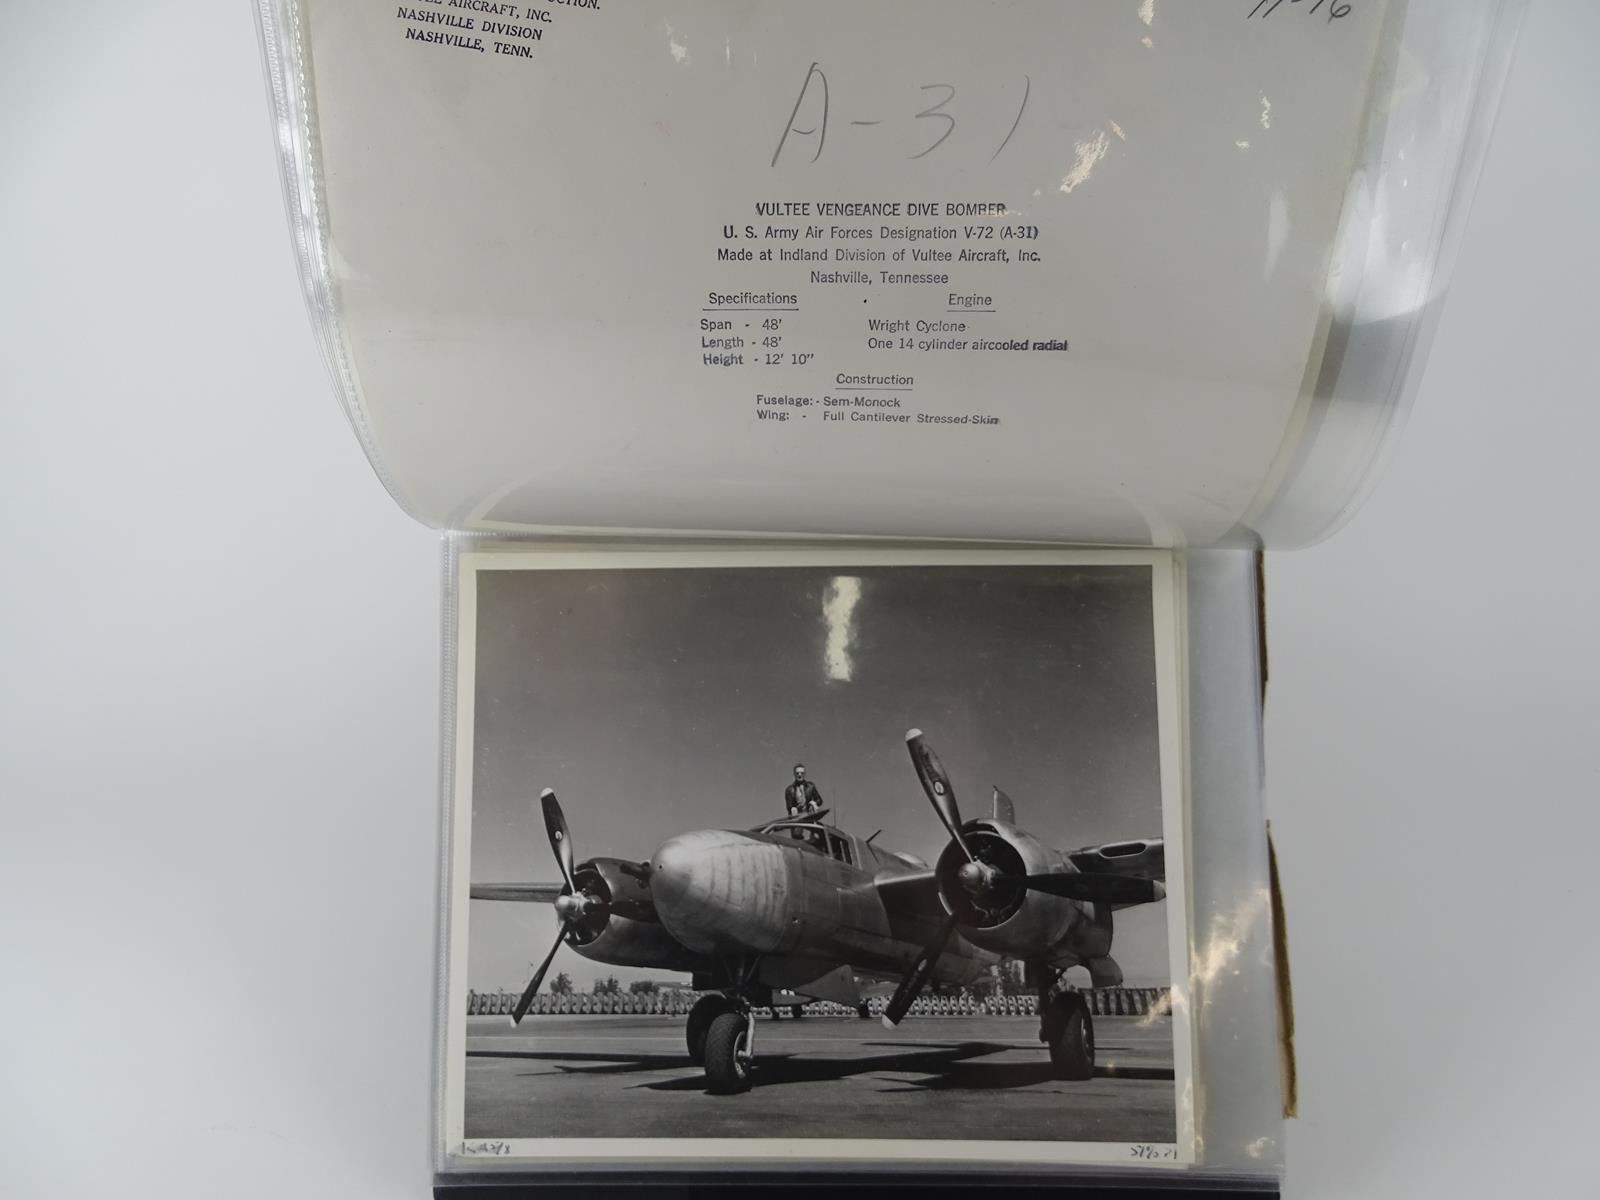 AIRCRAFT, INC.
NASHVILLE DIVISION
NASHVILLE, TENN.
A-31
VULTEE VENGEANCE DIVE BOMBER
U. S. Army Air Forces Designation V-72 (A-31)
Made at Indland Division of Vultee Aircraft, Inc.
Nashville, Tennessee
Specifications Engine
Span - 48' Wright Cyclone
Length - 48' One 14 cylinder aircooled radial
Height - 12' 10"
Construction
Fuselage: - Sem-Monock
Wing: - Full Cantilever Stressed-Skin